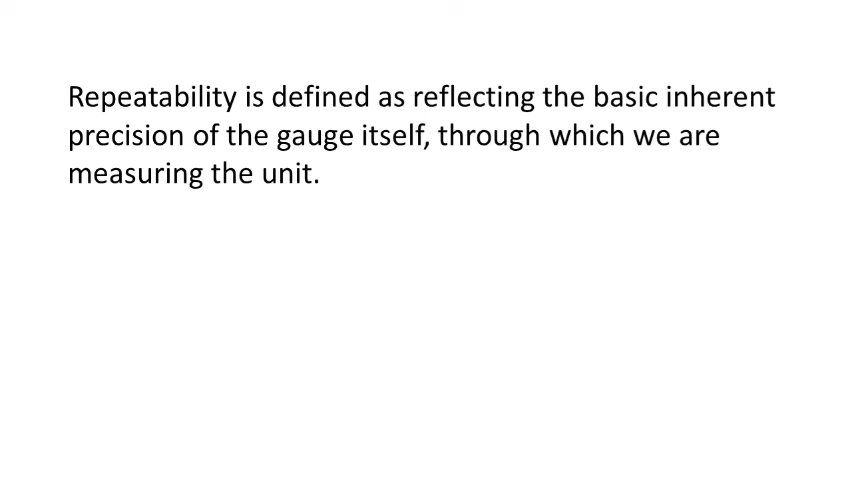 Repeatability is defined as reflecting the basic inherent
precision of the gauge itself, through which we are
measuring the unit.